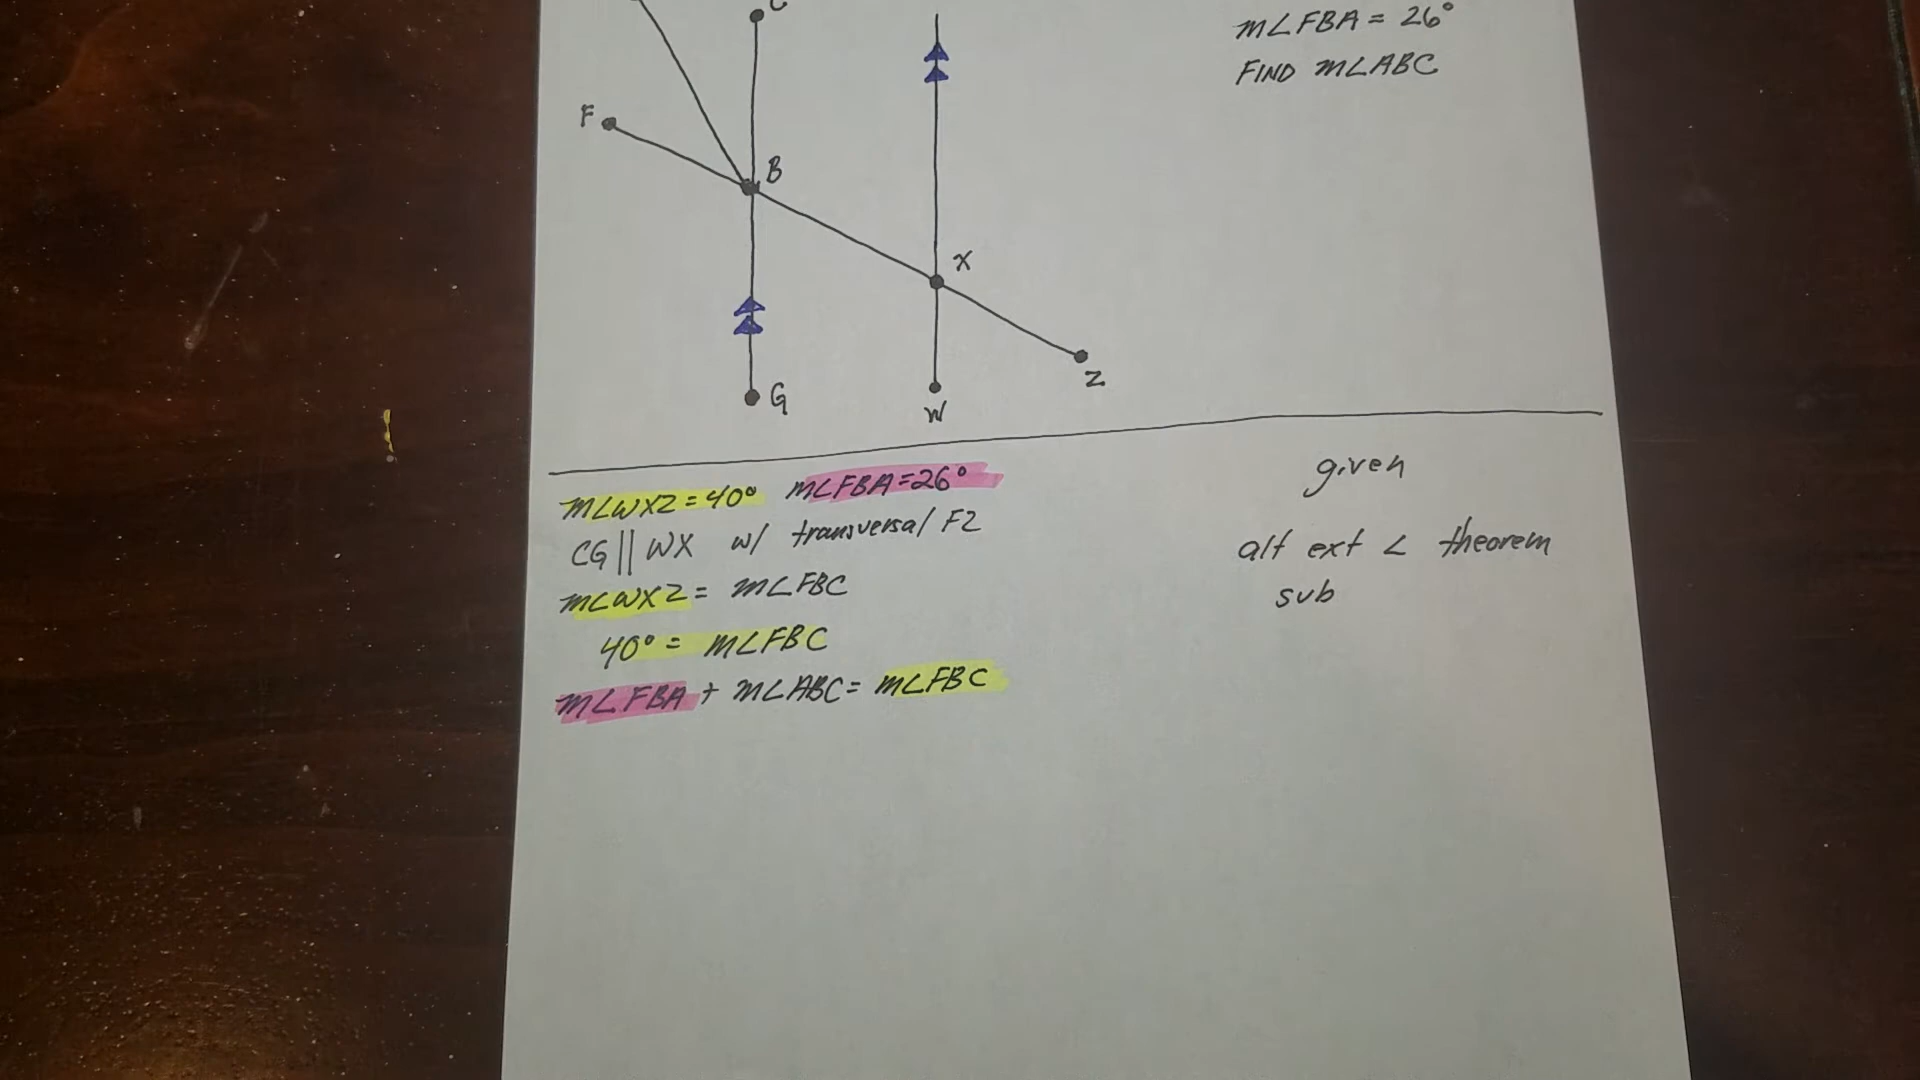 C
m∠FBA = 26°
FIND m∠ABC
F
B
X
Z
G
W
m∠WXZ = 40° m∠FBA = 26°
given
CG || WX w/ transversal FZ
alt ext < theorem
m∠WXZ = m∠FBC
sub
40° = m∠FBC
m∠FBA + m∠ABC = m∠FBC